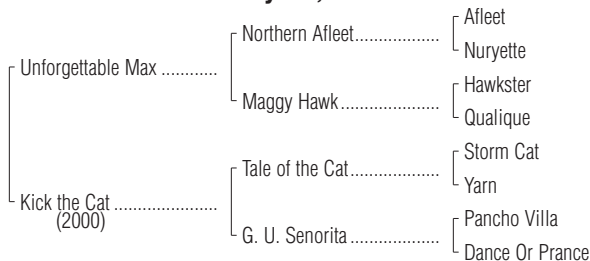 Afleet
Northern Afleet..................
Nuryette
Unforgettable Max ............
Hawkster
Maggy Hawk.....................
Qualique
Storm Cat
Tale of the Cat...................
Yarn
Kick the Cat ......................
(2000)
Pancho Villa
G. U. Senorita ...................
Dance Or Prance